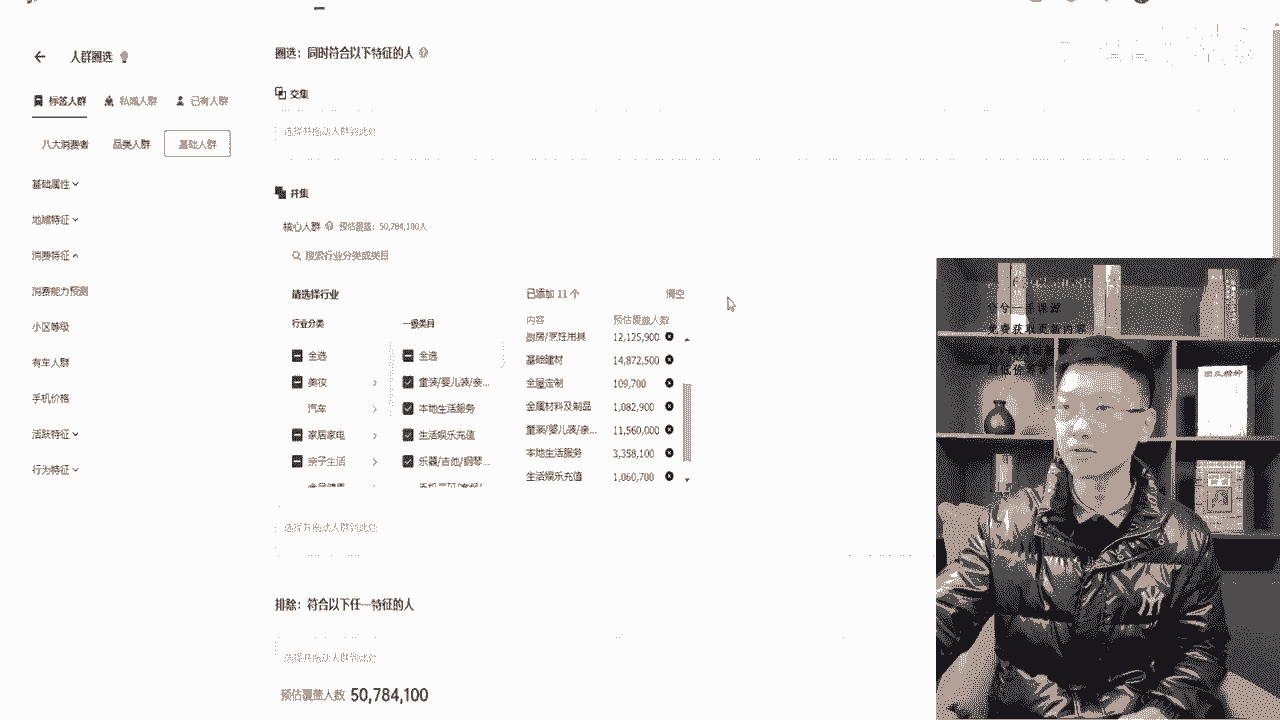 人群圈选
标签人群 私域人群 已有人群
八大消费者 品类人群 基础人群
基础属性
地域特征
消费特征
消费能力预测
小区等级
有车人群
手机价格
活跃特征
行为特征
圈选：同时符合以下特征的人
交集
选择并拖动人群到此处
并集
核心人群 预估覆盖：50,784,100人
搜索行业分类或类目
请选择行业
行业分类 一级类目
全选 全选
美妆 童装/婴儿装/亲...
汽车 本地生活服务
家居家电 生活娱乐充值
亲子生活 乐器/吉他/钢琴...
已添加 11 个 清空
内容 预估覆盖人数
厨房/烹饪用具 12,125,900
基础建材 14,872,500
全屋定制 109,700
金属材料及制品 1,082,900
童装/婴儿装/亲... 11,560,000
本地生活服务 3,358,100
生活娱乐充值 1,060,700
选择并拖动人群到此处
排除：符合以下任一特征的人
选择并拖动人群到此处
预估覆盖人数 50,784,100